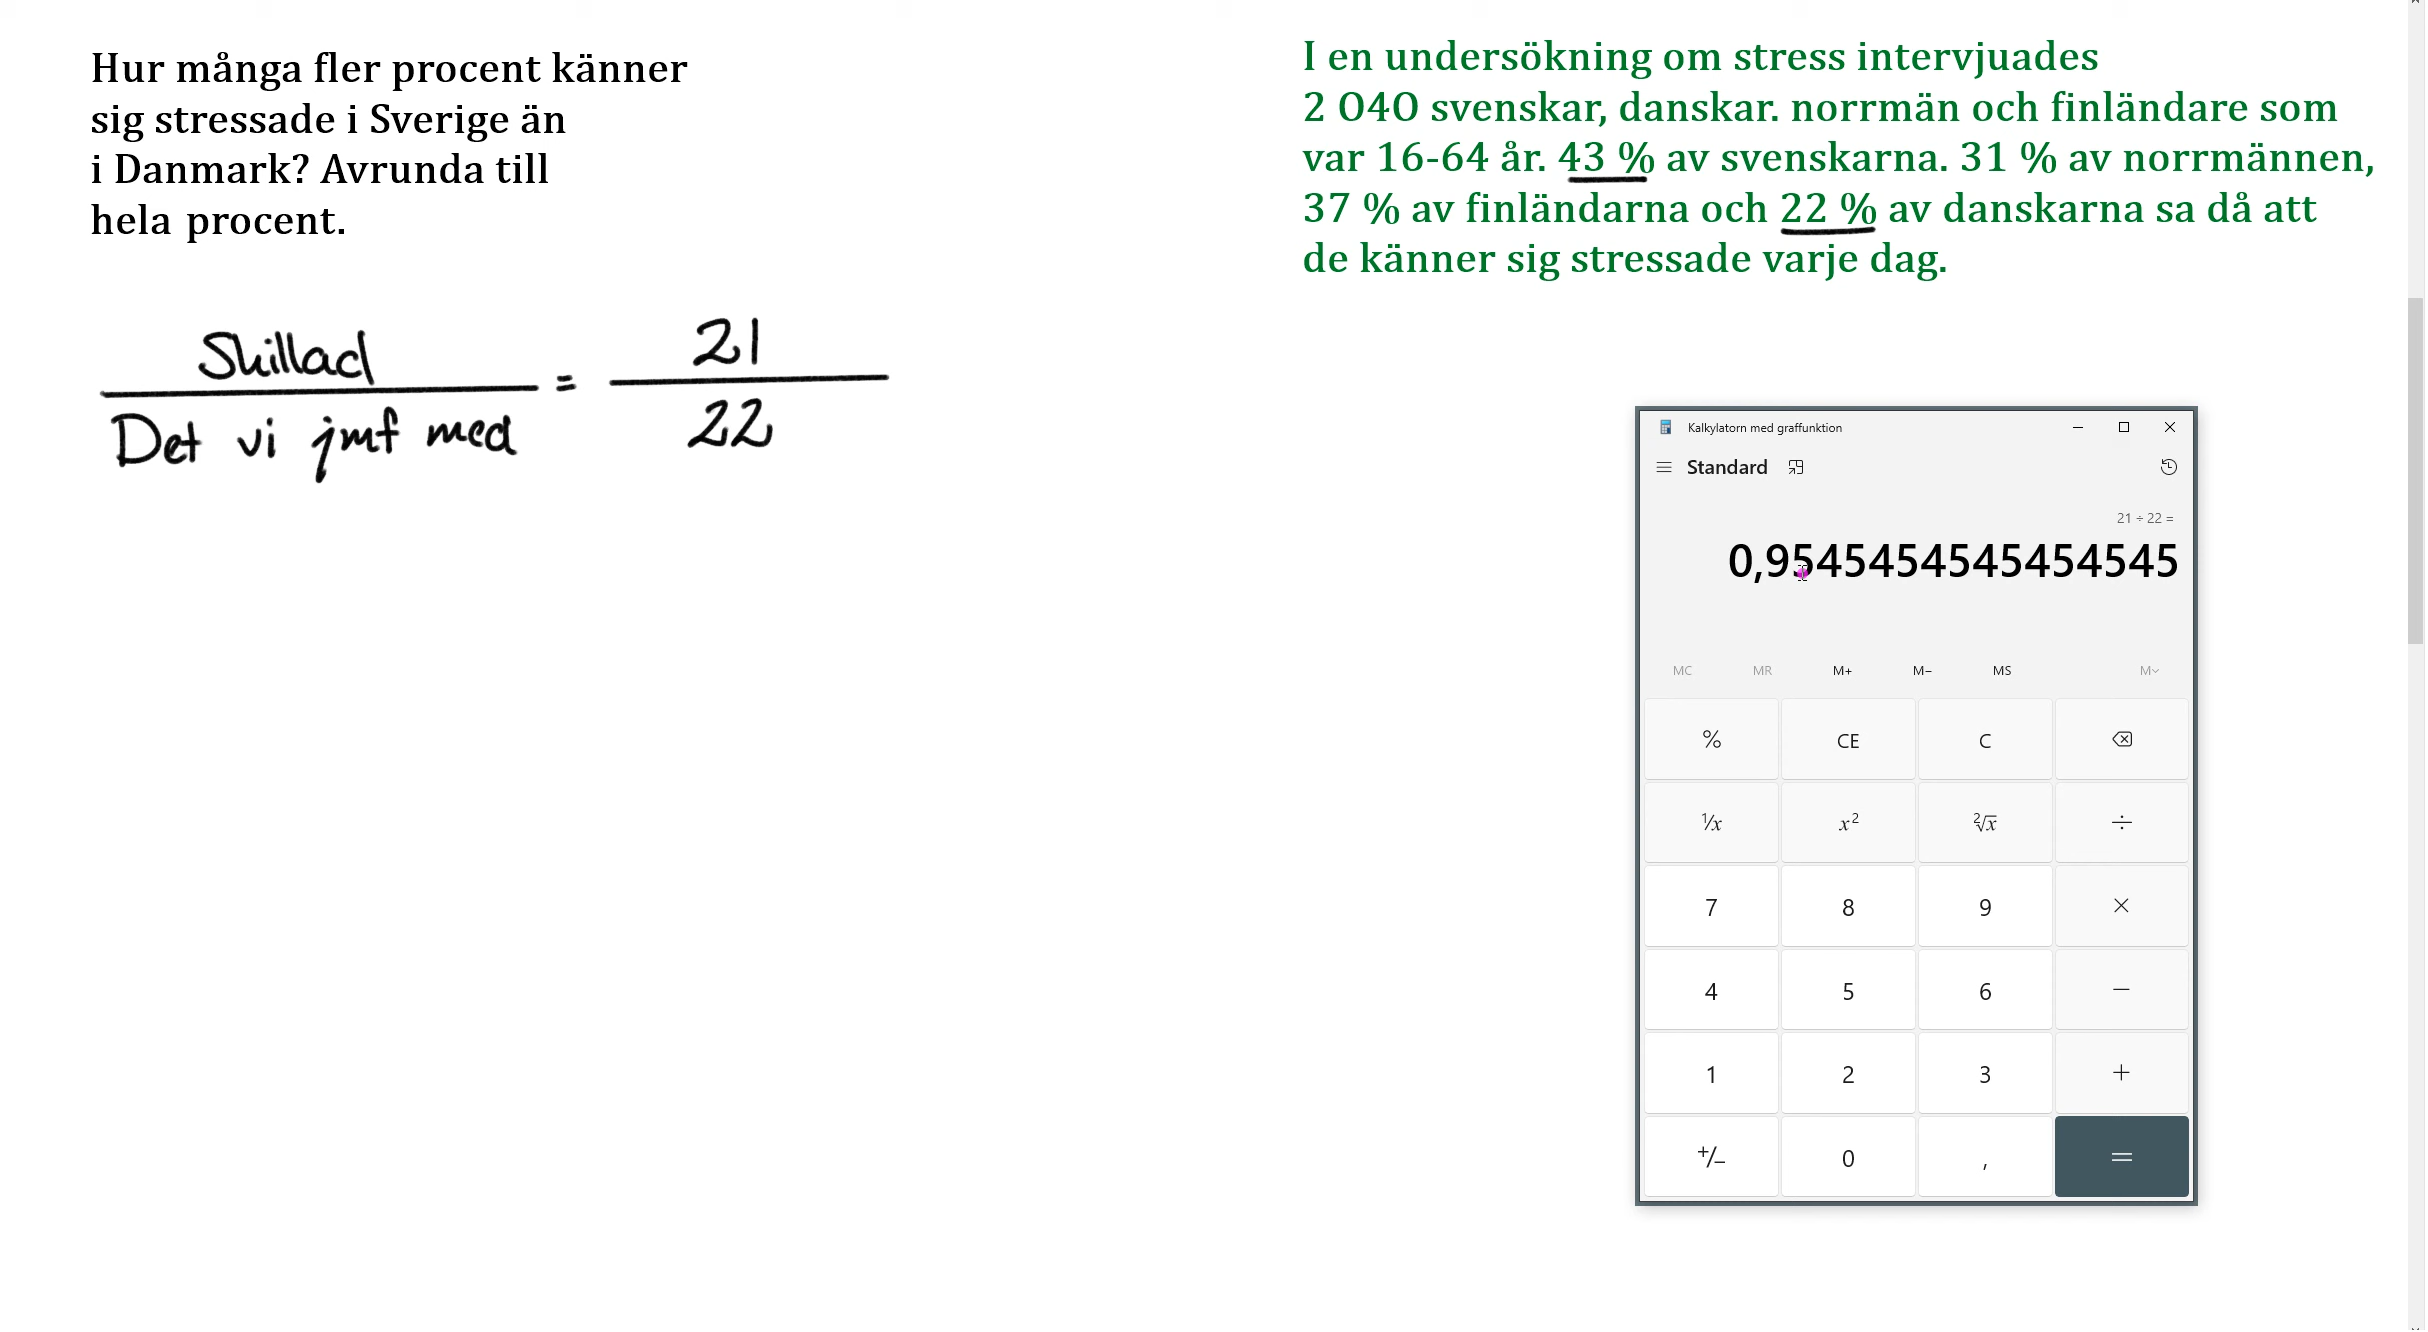 Hur många fler procent känner
sig stressade i Sverige än
i Danmark? Avrunda till
hela procent.
I en undersökning om stress intervjuades
2 O4O svenskar, danskar. norrmän och finländare som
var 16-64 år. 43 % av svenskarna. 31 % av norrmännen,
37 % av finländarna och 22 % av danskarna sa då att
de känner sig stressade varje dag.
Skillad = 21
Det vi jmf med 22
Kalkylatorn med graffunktion
Standard
21 ÷ 22 =
0,9545454545454545
MC MR M+ M− MS M˅
% CE C
¹/x x² ²√x ÷
7 8 9 ×
4 5 6 −
1 2 3 +
+/− 0 , =